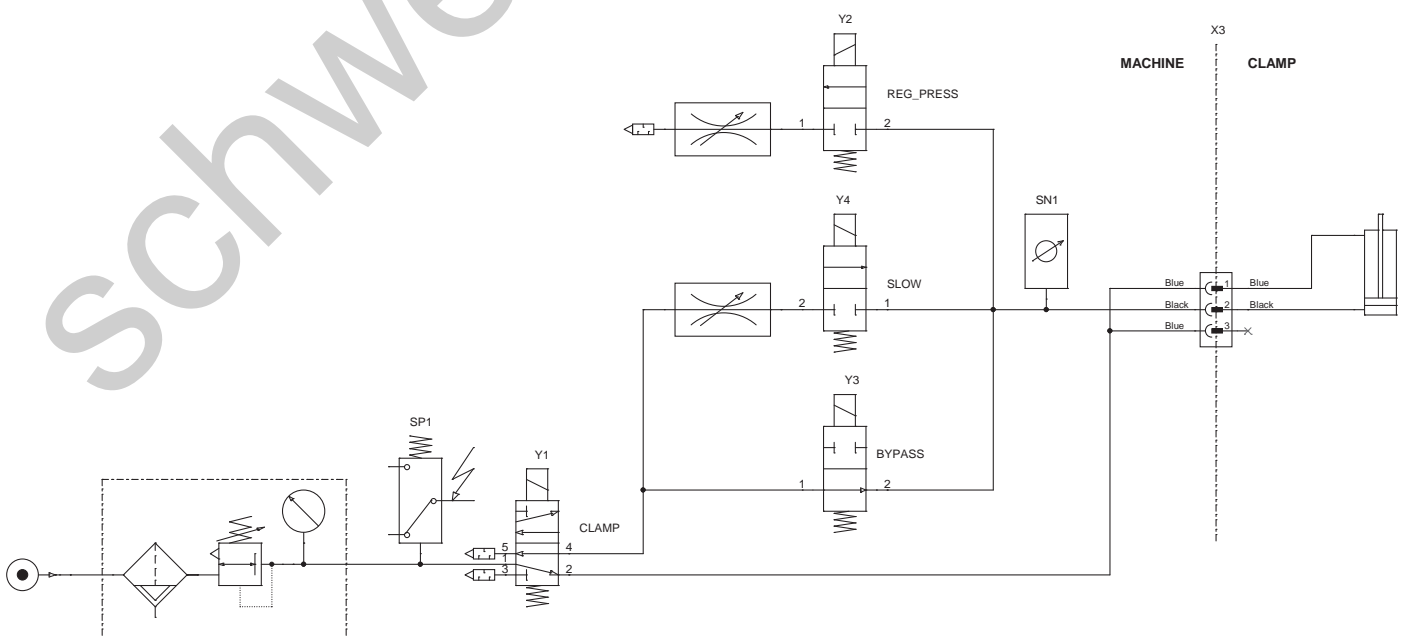 schwe
Y2
X3
MACHINE CLAMP
REG_PRESS
1 2
Y4 SN1
SLOW
2 1
Blue 1 Blue
Black 2 Black
Blue 3
Y3
SP1
BYPASS
Y1
1 2
CLAMP
5 4
1
3 2